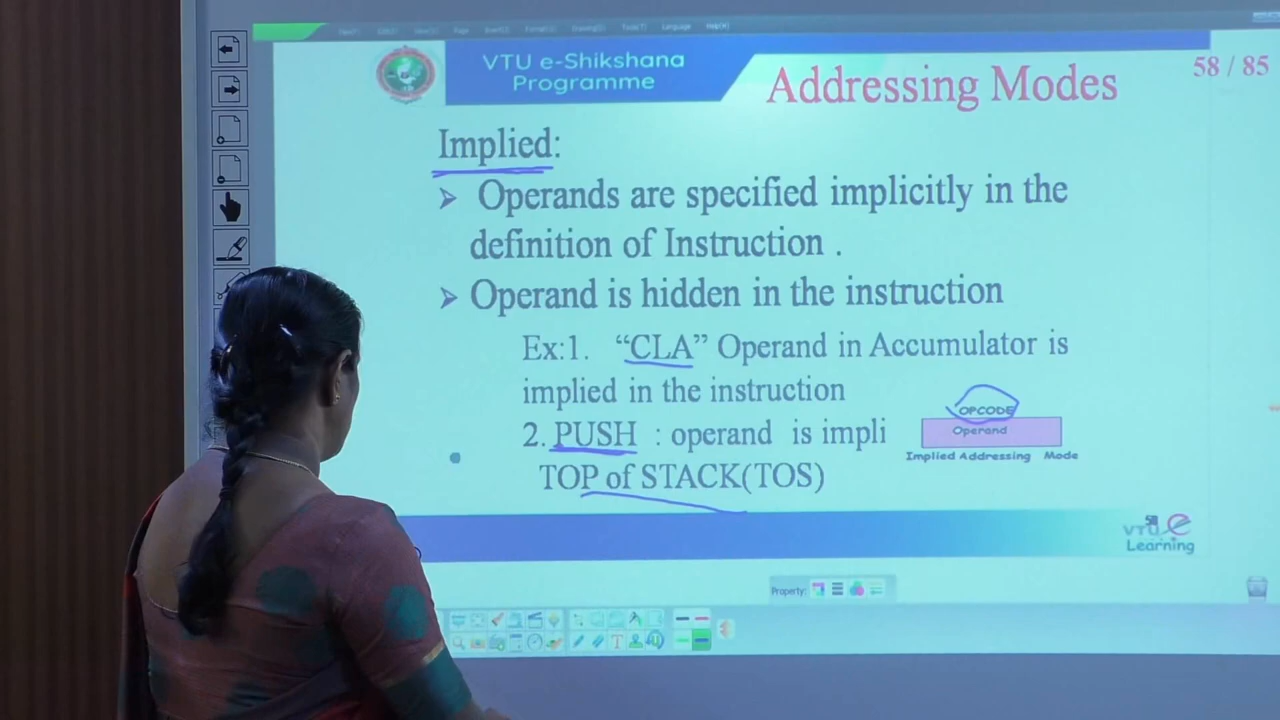 VTU e-Shikshana
Programme
Addressing Modes
58 / 85
Implied:
➢ Operands are specified implicitly in the
definition of Instruction .
➢ Operand is hidden in the instruction
Ex:1. “CLA” Operand in Accumulator is
implied in the instruction
2. PUSH : operand is impli
TOP of STACK(TOS)
OPCODE
Operand
Implied Addressing Mode
58
VTU e
Learning
Property: